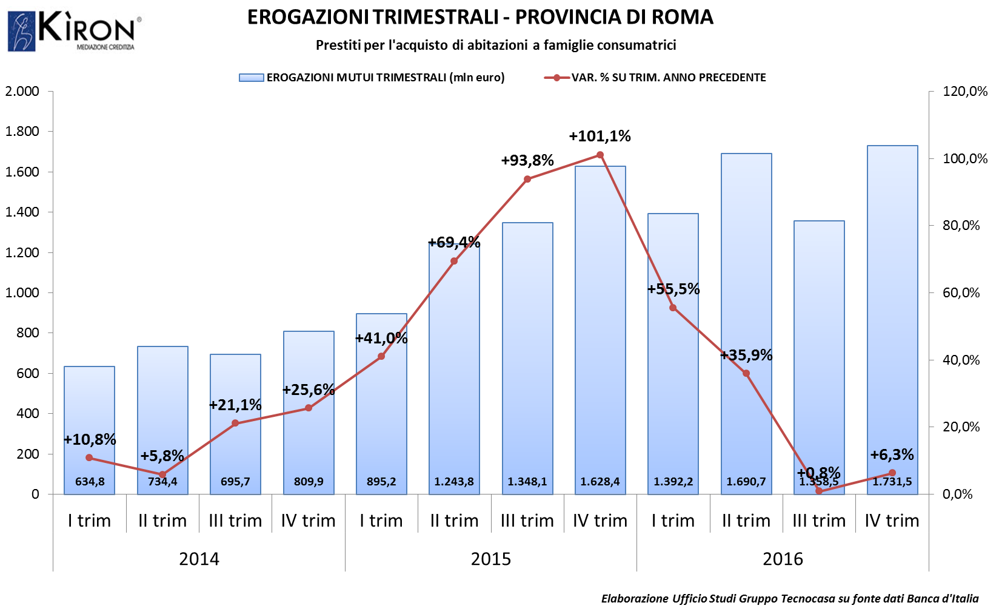 KÌRON®
MEDIAZIONE CREDITIZIA
EROGAZIONI TRIMESTRALI - PROVINCIA DI ROMA
Prestiti per l'acquisto di abitazioni a famiglie consumatrici
EROGAZIONI MUTUI TRIMESTRALI (mln euro) VAR. % SU TRIM. ANNO PRECEDENTE
2.000 120,0%
1.800
+101,1%
1.600 +93,8% 100,0%
1.400 80,0%
1.200 +69,4%
1.000 +55,5% 60,0%
800 +41,0%
600 +35,9% 40,0%
400 +21,1% +25,6% 20,0%
200 +10,8% +5,8% +0,8% +6,3%
634,8 734,4 695,7 809,9 895,2 1.243,8 1.348,1 1.628,4 1.392,2 1.690,7 1.358,5 1.731,5
0 0,0%
I trim II trim III trim IV trim I trim II trim III trim IV trim I trim II trim III trim IV trim
2014 2015 2016
Elaborazione Ufficio Studi Gruppo Tecnocasa su fonte dati Banca d'Italia